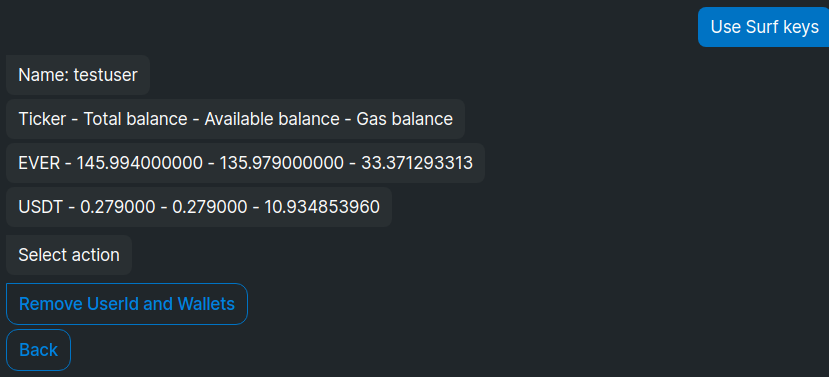 Use Surf keys
Name: testuser
Ticker - Total balance - Available balance - Gas balance
EVER - 145.994000000 - 135.979000000 - 33.371293313
USDT - 0.279000 - 0.279000 - 10.934853960
Select action
Remove UserId and Wallets
Back